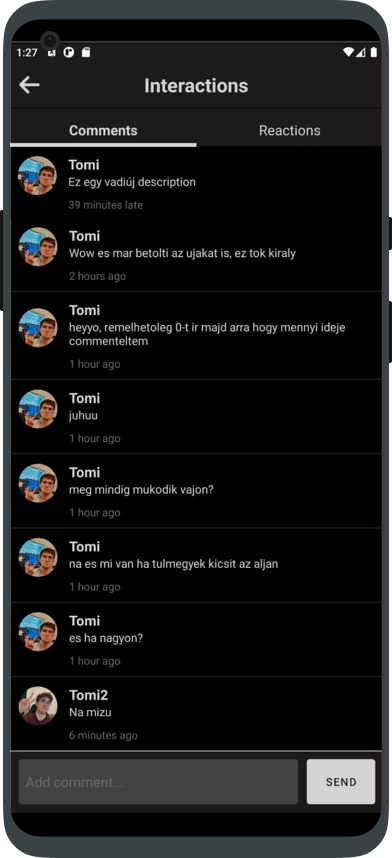 1:27
Interactions
Comments
Reactions
Tomi
Ez egy vadiúj description
39 minutes late
Tomi
Wow es mar betolti az ujakat is, ez tok kiraly
2 hours ago
Tomi
heyyo, remelhetoleg 0-t ir majd arra hogy mennyi ideje
commenteltem
1 hour ago
Tomi
juhuu
1 hour ago
Tomi
meg mindig mukodik vajon?
1 hour ago
Tomi
na es mi van ha tulmegyek kicsit az aljan
1 hour ago
Tomi
es ha nagyon?
1 hour ago
Tomi2
Na mizu
6 minutes ago
Add comment...
SEND